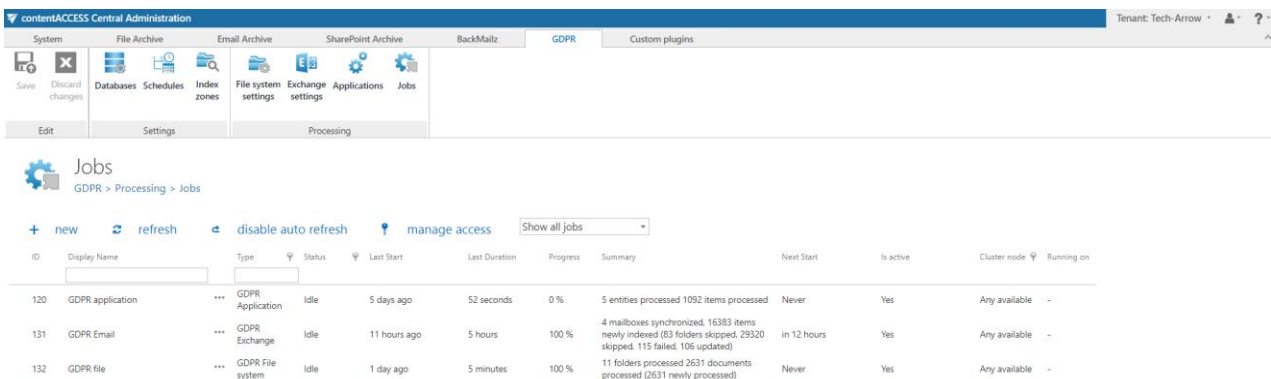 contentACCESS Central Administration
Tenant: Tech-Arrow
?
System File Archive Email Archive SharePoint Archive BackMailz GDPR Custom plugins
Save Discard changes Databases Schedules Index zones File system settings Exchange settings Applications Jobs
Edit Settings Processing
Jobs
GDPR > Processing > Jobs
+ new refresh disable auto refresh manage access Show all jobs
ID Display Name Type Status Last Start Last Duration Progress Summary Next Start Is active Cluster node Running on
120 GDPR application ... GDPR Application Idle 5 days ago 52 seconds 0 % 5 entities processed 1092 items processed Never Yes Any available -
131 GDPR Email ... GDPR Exchange Idle 11 hours ago 5 hours 100 % 4 mailboxes synchronized, 16383 items newly indexed (83 folders skipped, 29320 skipped, 115 failed, 106 updated) in 12 hours Yes Any available -
132 GDPR file ... GDPR File system Idle 1 day ago 5 minutes 100 % 11 folders processed 2631 documents processed (2631 newly processed) Never Yes Any available -